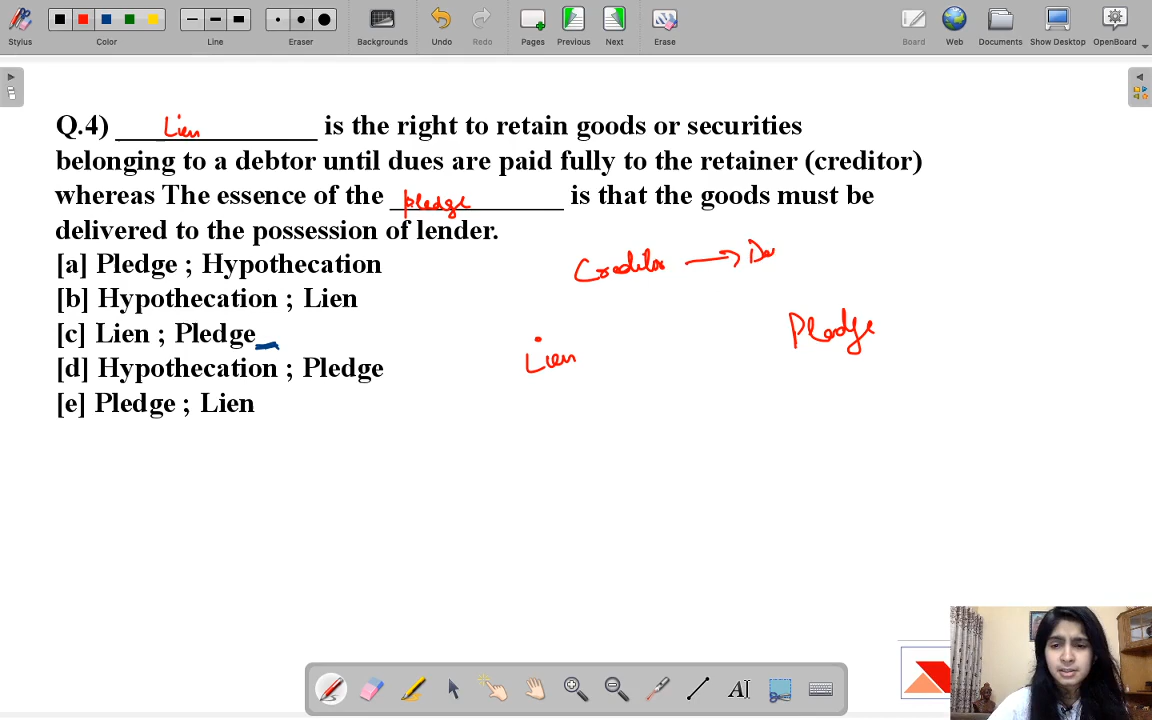 Stylus Color Line Eraser Backgrounds Undo Redo Pages Previous Next Erase Board Web Documents Show Desktop OpenBoard
Q.4) Lien is the right to retain goods or securities
belonging to a debtor until dues are paid fully to the retainer (creditor)
whereas The essence of the pledge is that the goods must be
delivered to the possession of lender.
[a] Pledge ; Hypothecation
Creditor → De
[b] Hypothecation ; Lien
[c] Lien ; Pledge
Pledge
Lien
[d] Hypothecation ; Pledge
[e] Pledge ; Lien